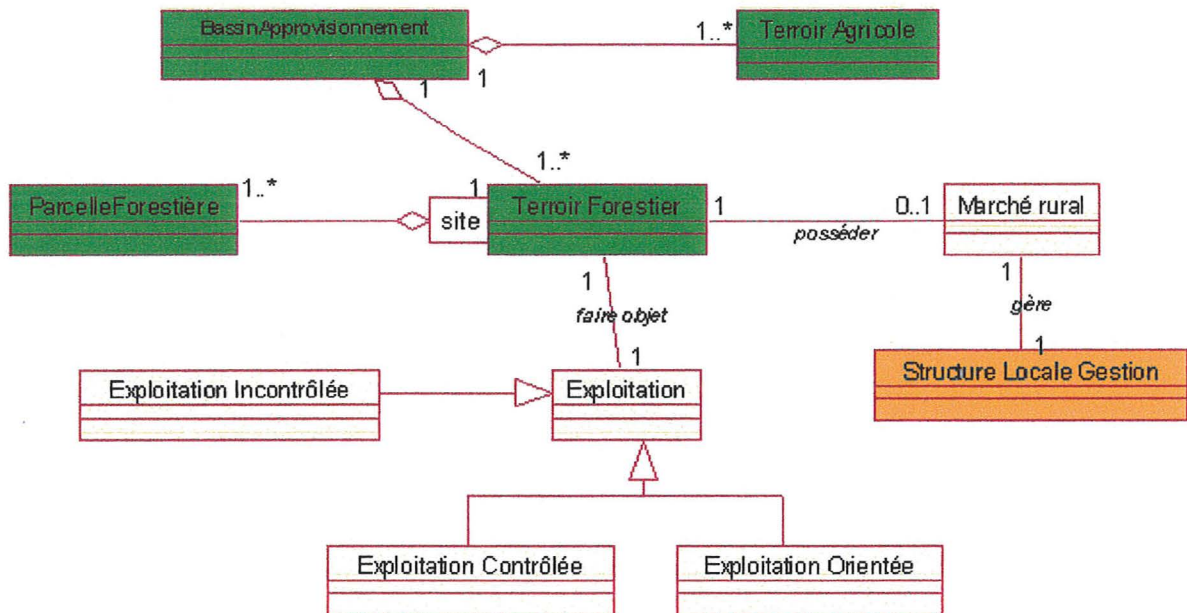 BassinApprovisionnement
1..*
Terroir Agricole
1
1
1..*
1..*
1
ParcelleForestière
site
Terroir Forestier
1
0..1
Marché rural
posséder
1
1
faire objet
gère
1
1
Structure Locale Gestion
Exploitation Incontrôlée
Exploitation
Exploitation Contrôlée
Exploitation Orientée